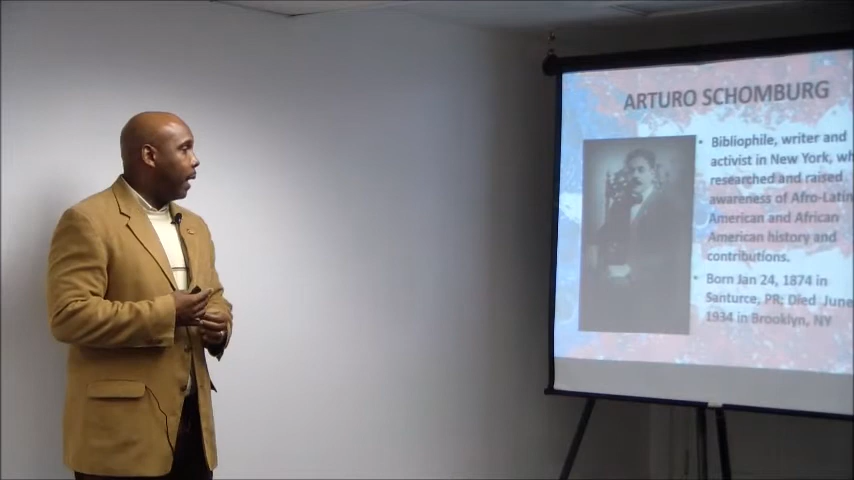 ARTURO SCHOMBURG
• Bibliophile, writer and
activist in New York, wh
researched and raised
awareness of Afro-Latin
American and African
American history and
contributions.
• Born Jan 24, 1874 in
Santurce, PR; Died June
1934 in Brooklyn, NY